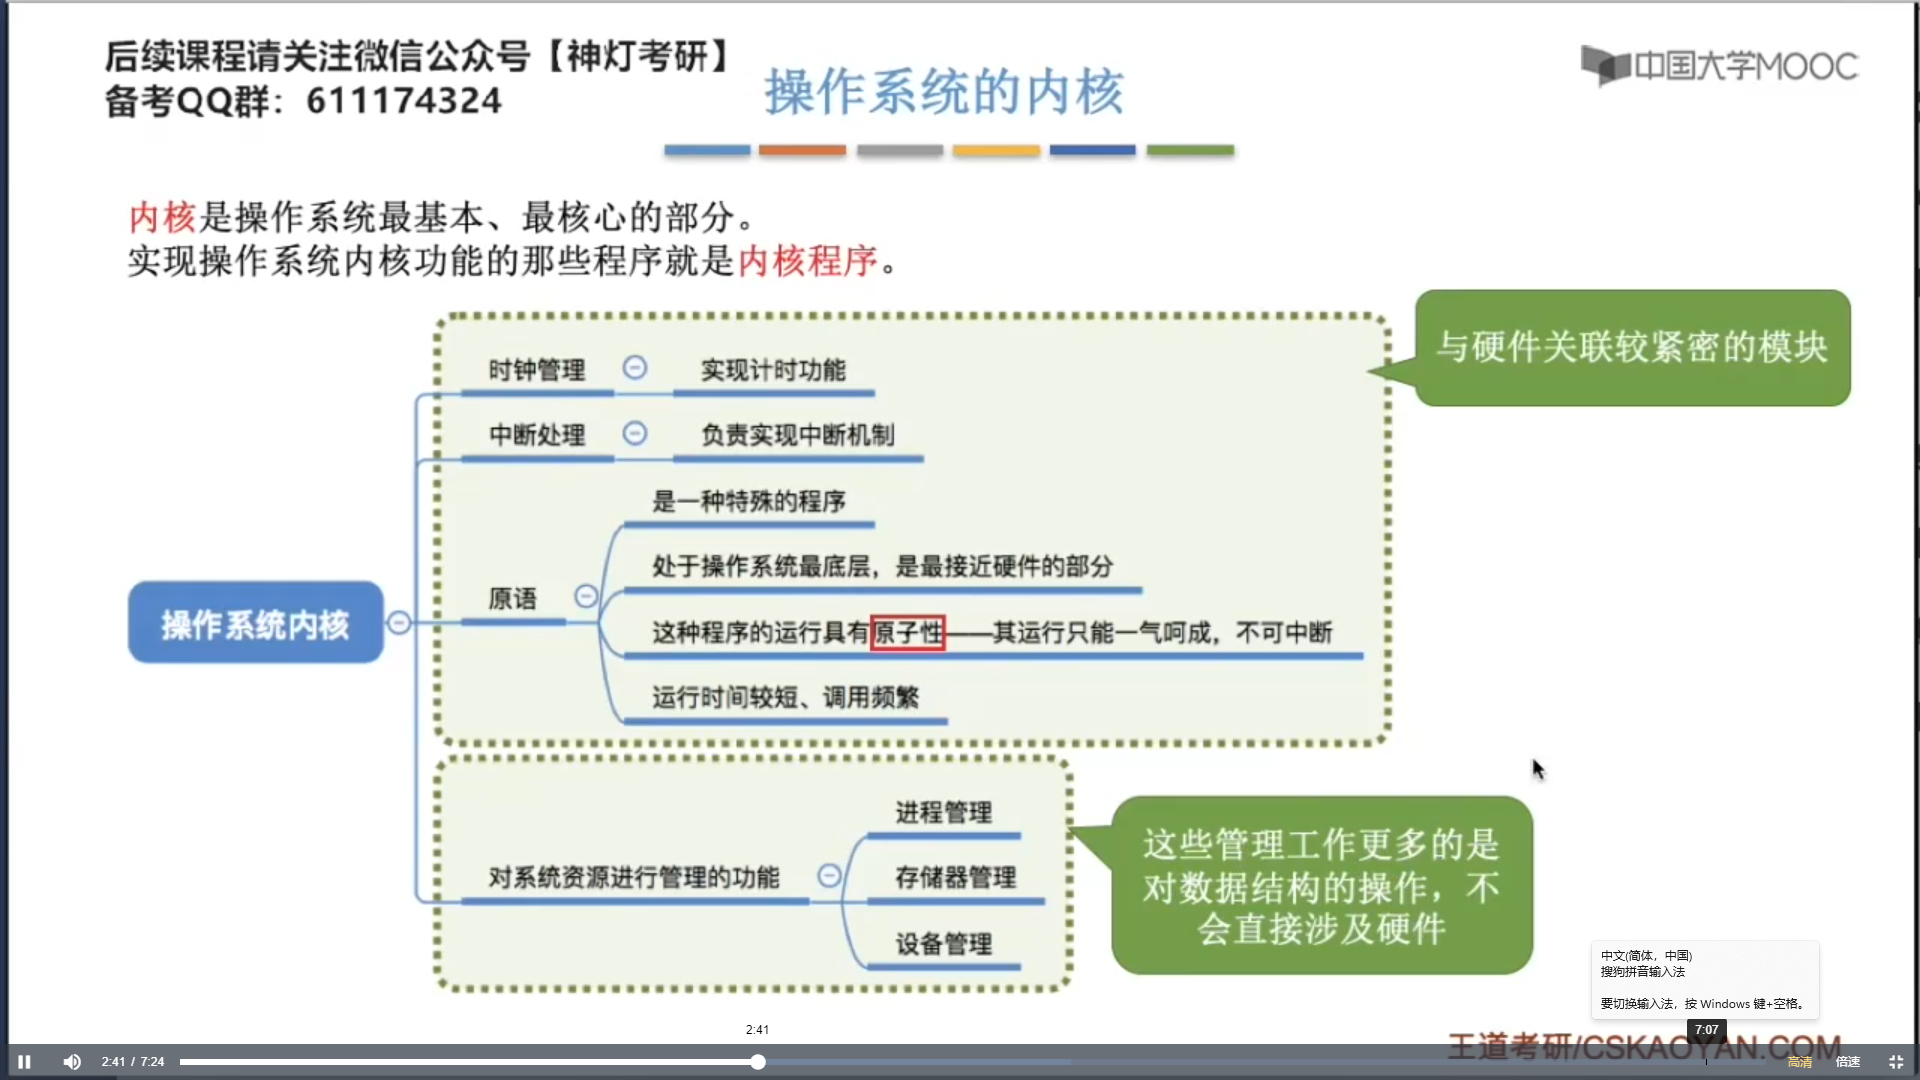 后续课程请关注微信公众号【神灯考研】
备考QQ群：611174324
操作系统的内核
中国大学MOOC
内核是操作系统最基本、最核心的部分。
实现操作系统内核功能的那些程序就是内核程序。
与硬件关联较紧密的模块
时钟管理
实现计时功能
中断处理
负责实现中断机制
是一种特殊的程序
处于操作系统最底层，是最接近硬件的部分
原语
这种程序的运行具有原子性——其运行只能一气呵成，不可中断
运行时间较短、调用频繁
操作系统内核
进程管理
对系统资源进行管理的功能
存储器管理
设备管理
这些管理工作更多的是
对数据结构的操作，不
会直接涉及硬件
中文(简体，中国)
搜狗拼音输入法
要切换输入法，按 Windows 键+空格。
2:41
7:07
王道考研/CSKAOYAN.COM
2:41 / 7:24
高清
倍速